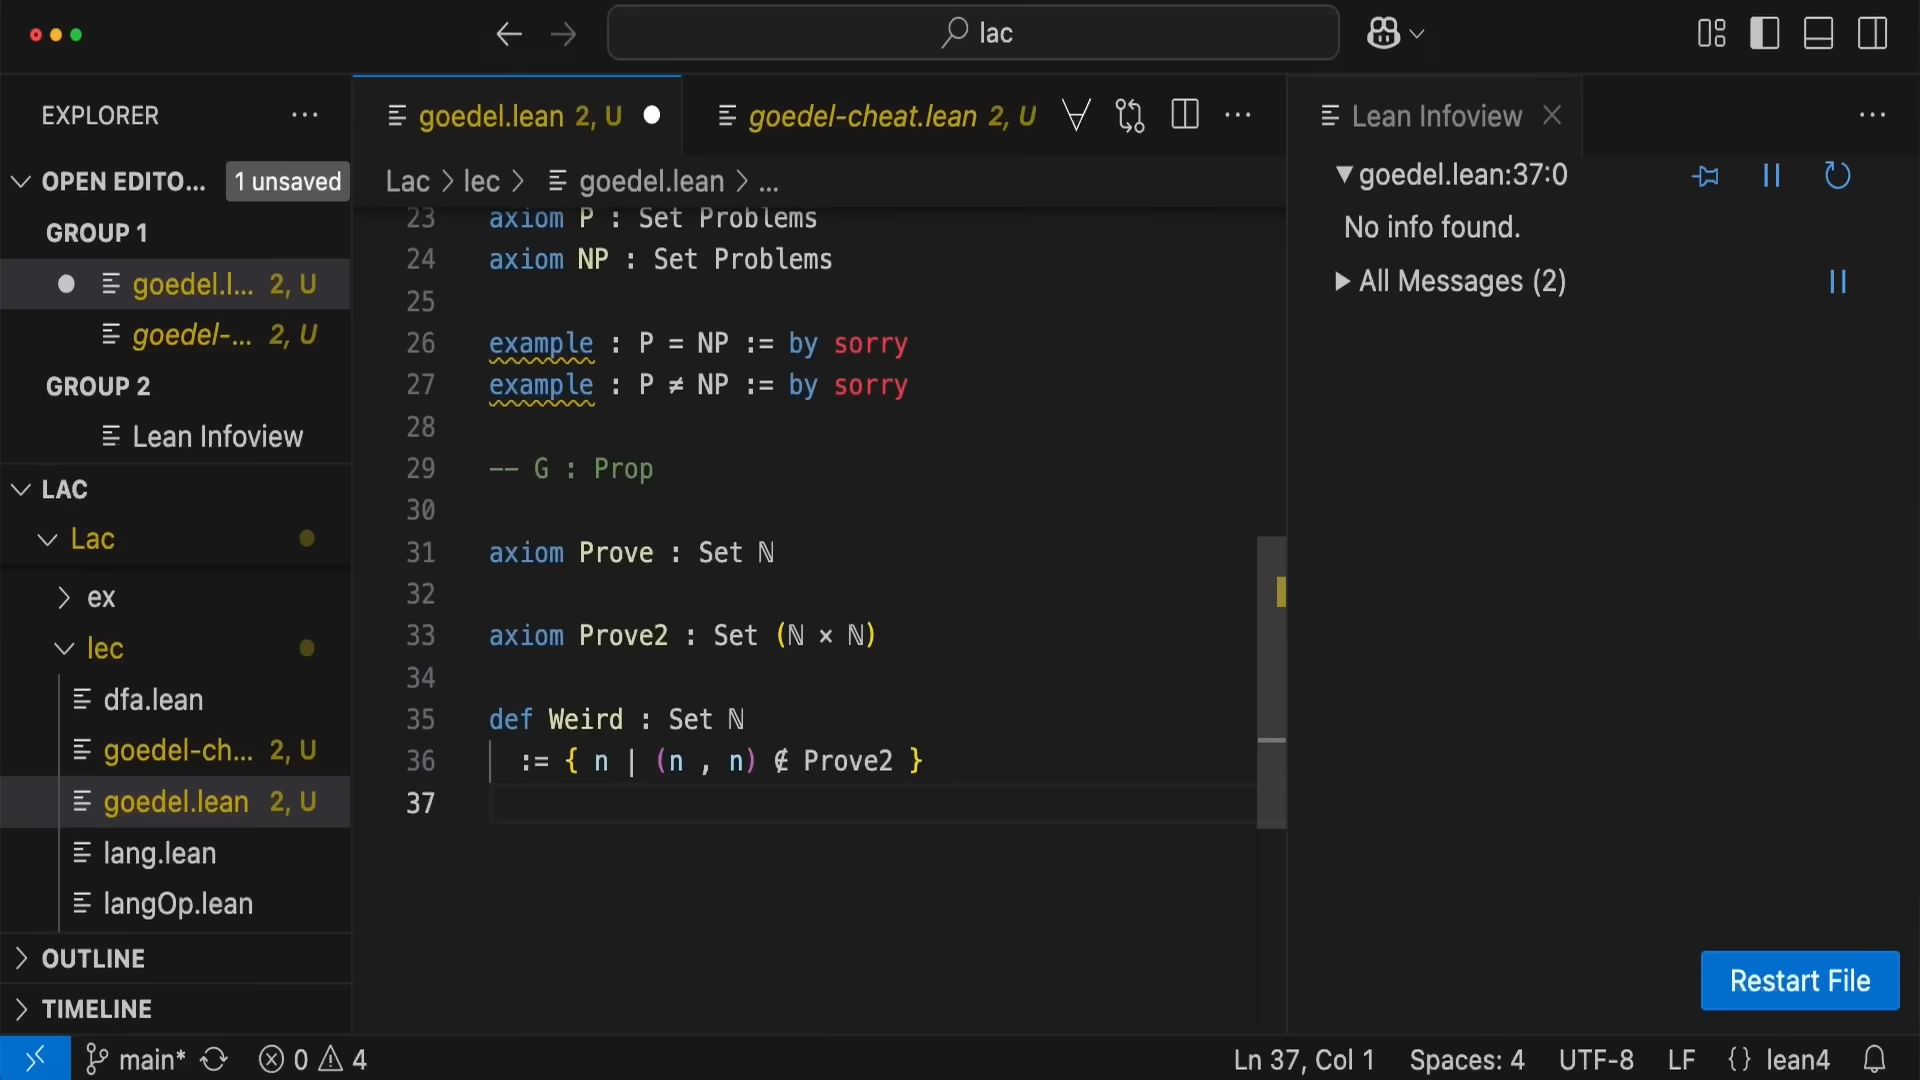 lac
EXPLORER ...
OPEN EDITO... 1 unsaved
GROUP 1
goedel.l... 2, U
goedel-... 2, U
GROUP 2
Lean Infoview
LAC
Lac
ex
lec
dfa.lean
goedel-ch... 2, U
goedel.lean 2, U
lang.lean
langOp.lean
OUTLINE
TIMELINE
goedel.lean 2, U
goedel-cheat.lean 2, U
Lac > lec > goedel.lean > ...
23 axiom P : Set Problems
24 axiom NP : Set Problems
25
26 example : P = NP := by sorry
27 example : P ≠ NP := by sorry
28
29 -- G : Prop
30
31 axiom Prove : Set ℕ
32
33 axiom Prove2 : Set (ℕ × ℕ)
34
35 def Weird : Set ℕ
36 := { n | (n , n) ∉ Prove2 }
37
Lean Infoview
goedel.lean:37:0
No info found.
All Messages (2)
Restart File
main* 0 4
Ln 37, Col 1 Spaces: 4 UTF-8 LF {} lean4